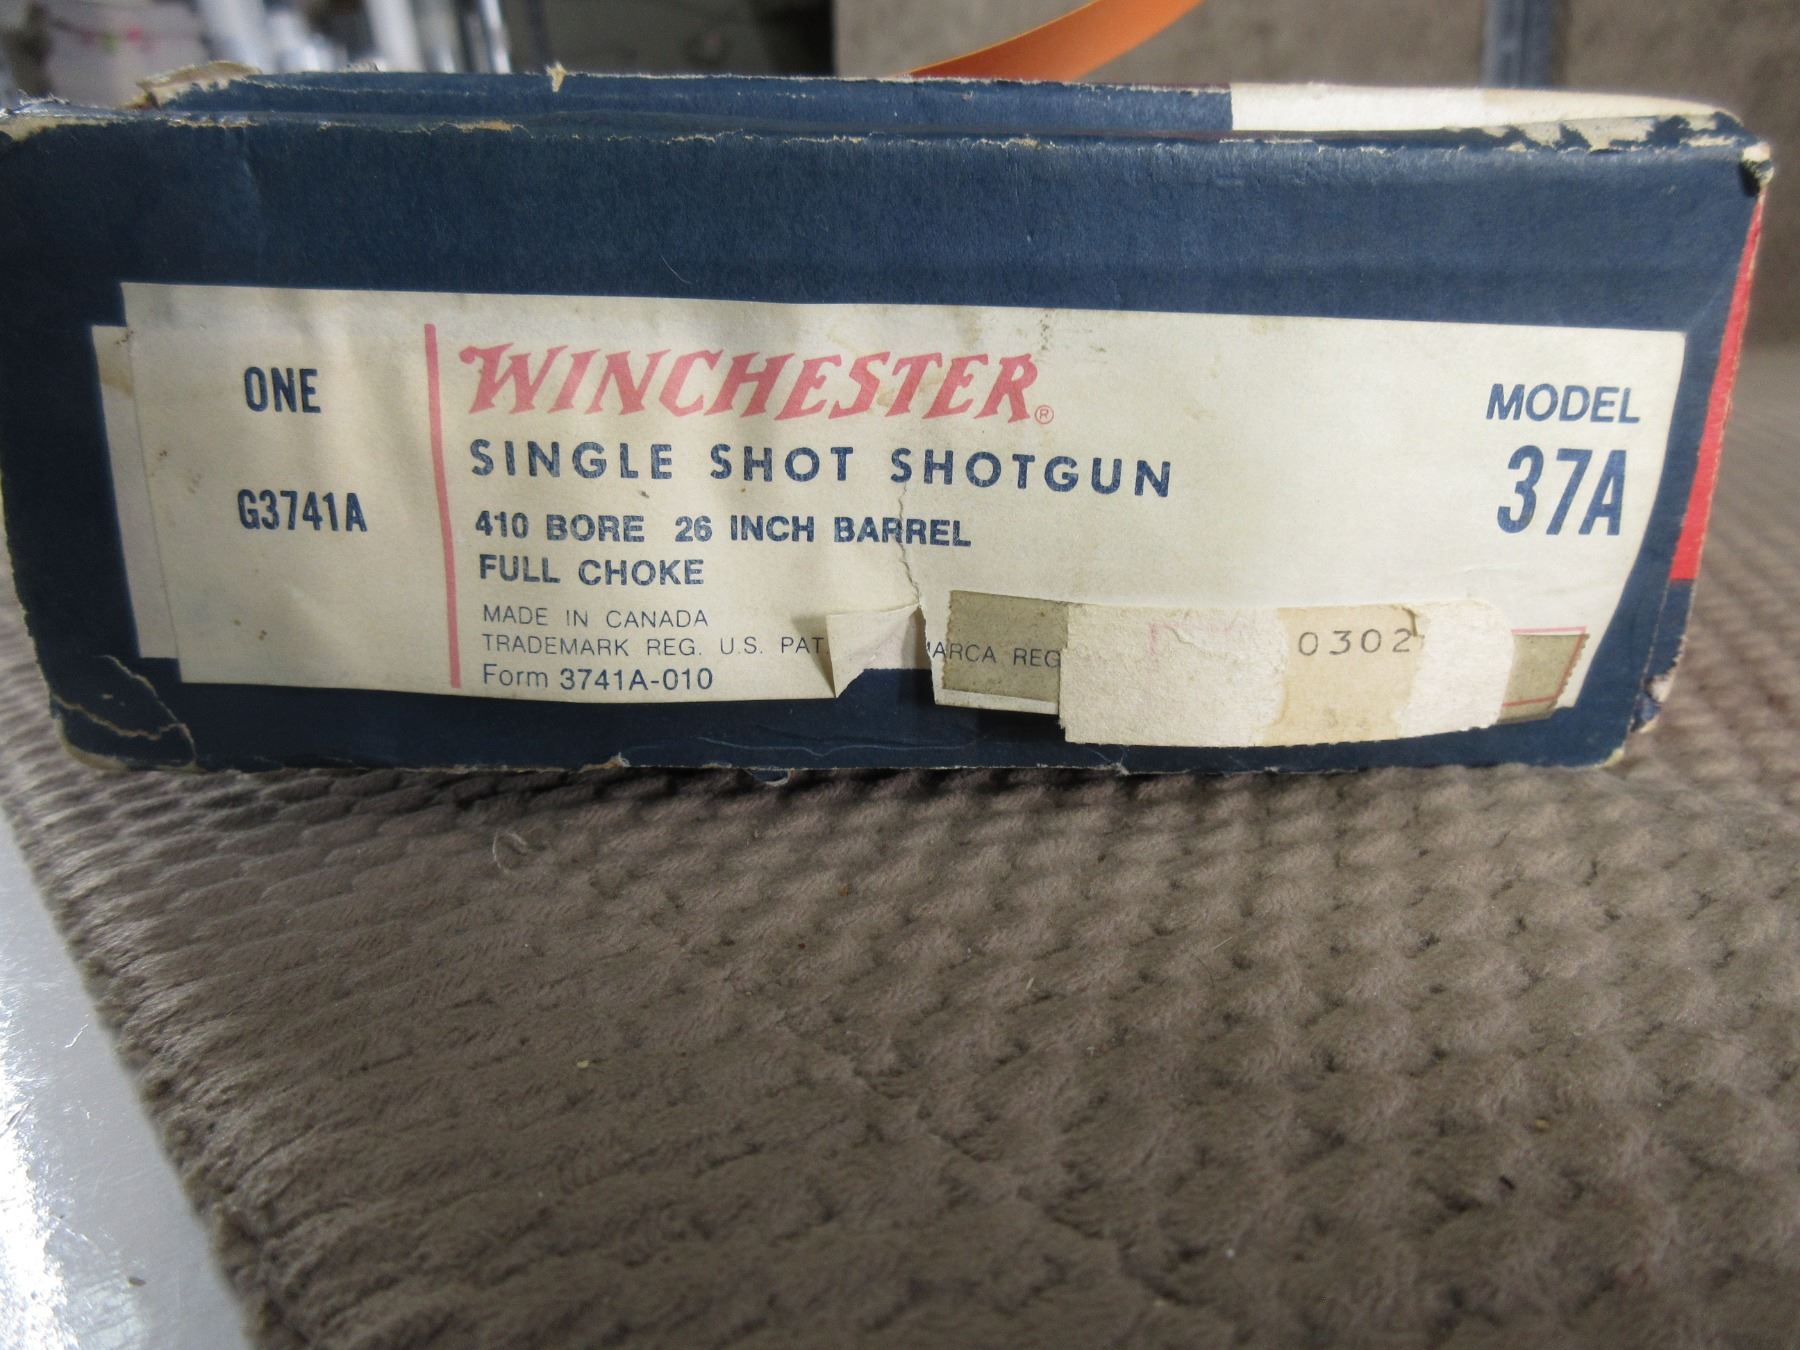 ONE
G3741A
WINCHESTER®
SINGLE SHOT SHOTGUN
410 BORE 26 INCH BARREL
FULL CHOKE
MADE IN CANADA
TRADEMARK REG. U.S. PAT. ARCA REG
Form 3741A-010
MODEL
37A
0302